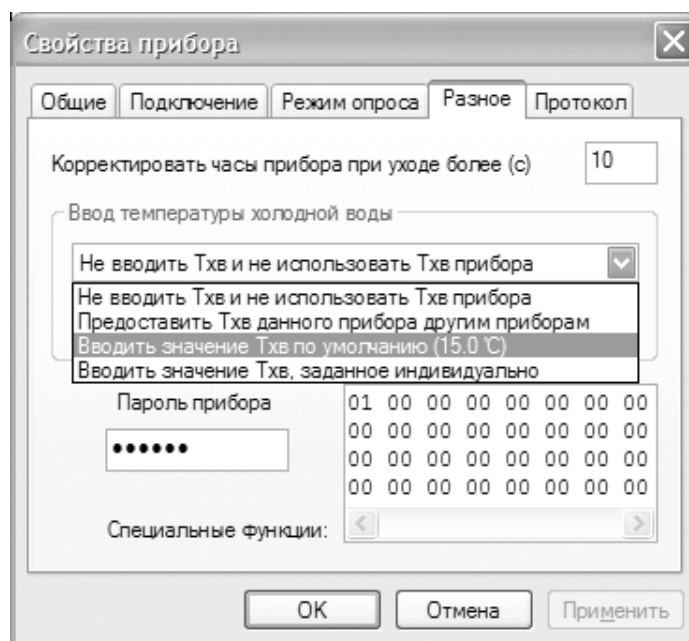 Свойства прибора
Общие Подключение Режим опроса Разное Протокол
Корректировать часы прибора при уходе более (с) 10
Ввод температуры холодной воды
Не вводить Тхв и не использовать Тхв прибора
Не вводить Тхв и не использовать Тхв прибора
Предоставить Тхв данного прибора другим приборам
Вводить значение Тхв по умолчанию (15.0 °C)
Вводить значение Тхв, заданное индивидуально
Пароль прибора
••••••
01 00 00 00 00 00 00 00
00 00 00 00 00 00 00 00
00 00 00 00 00 00 00 00
00 00 00 00 00 00 00 00
Специальные функции:
OK Отмена Применить